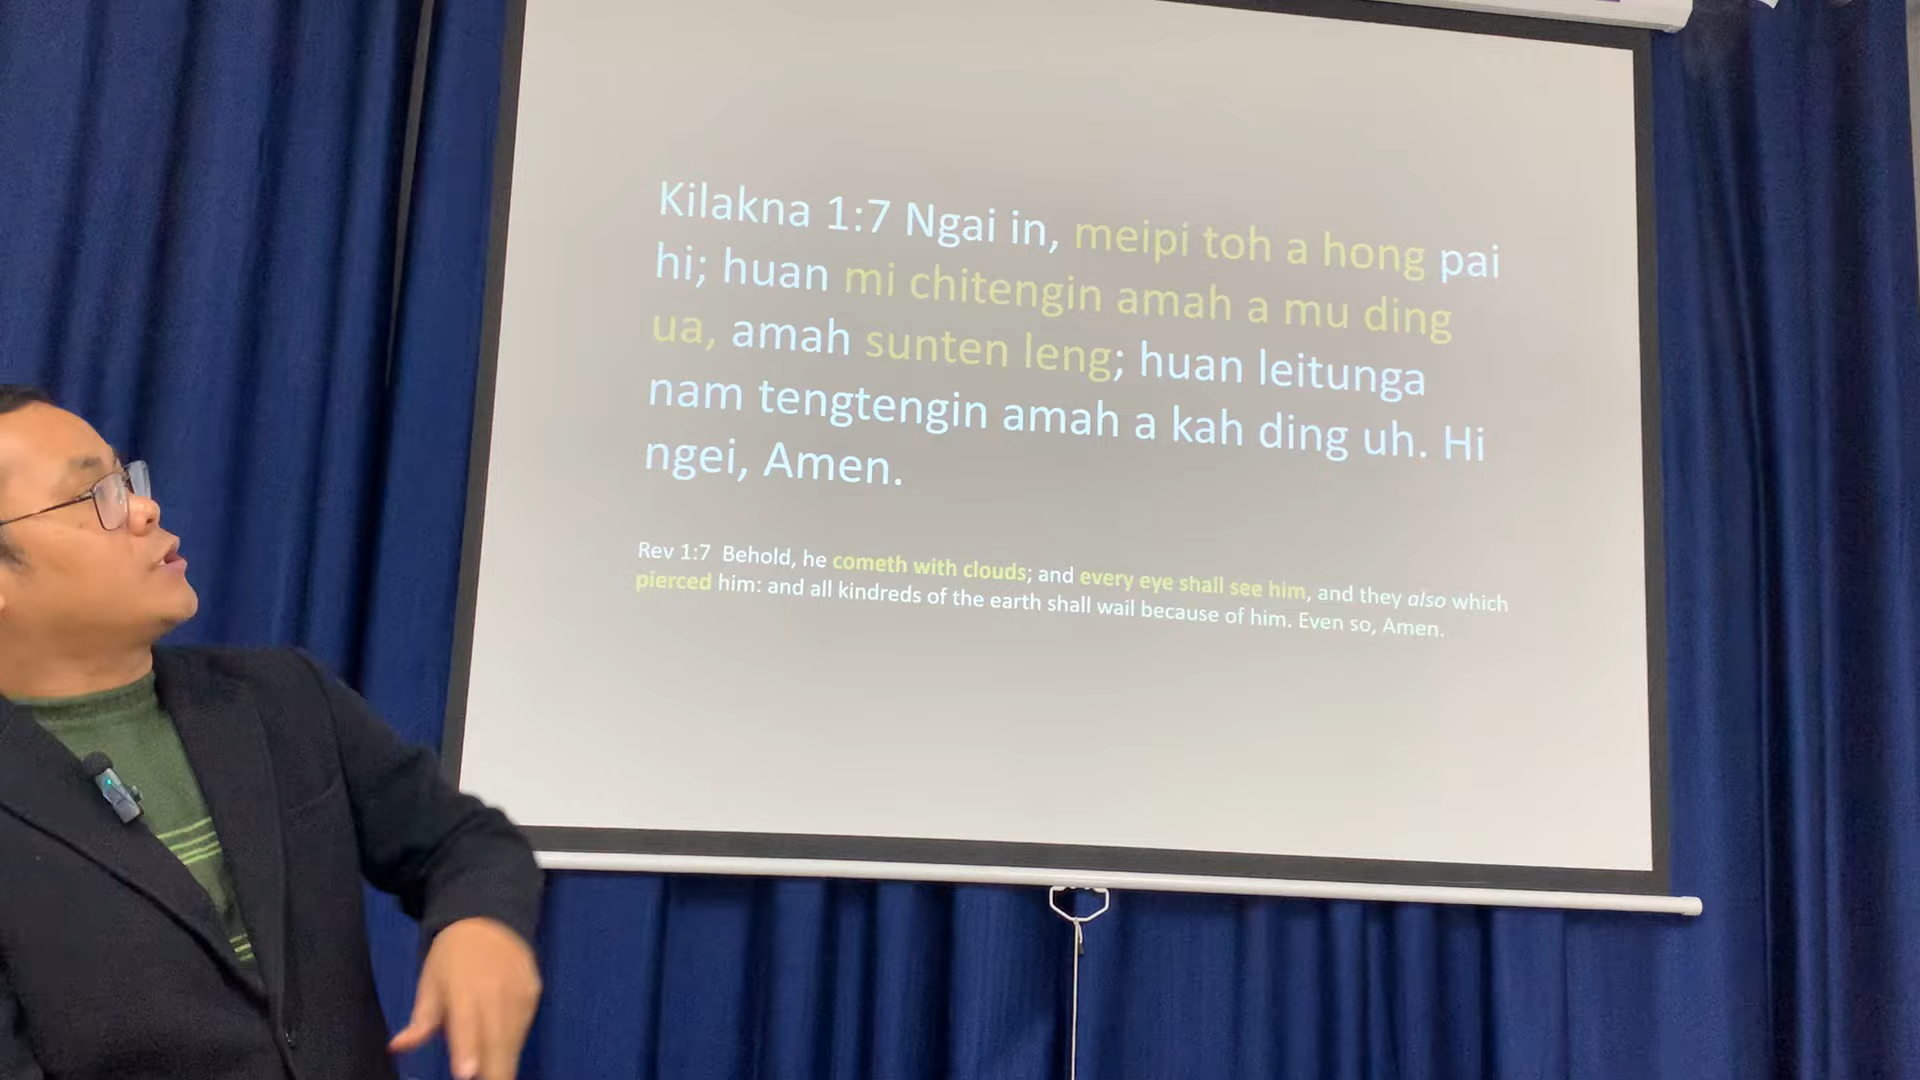 Kilakna 1:7 Ngai in, meipi toh a hong pai
hi; huan mi chitengin amah a mu ding
ua, amah sunten leng; huan leitunga
nam tengtengin amah a kah ding uh. Hi
ngei, Amen.
Rev 1:7 Behold, he cometh with clouds; and every eye shall see him, and they also which
pierced him: and all kindreds of the earth shall wail because of him. Even so, Amen.